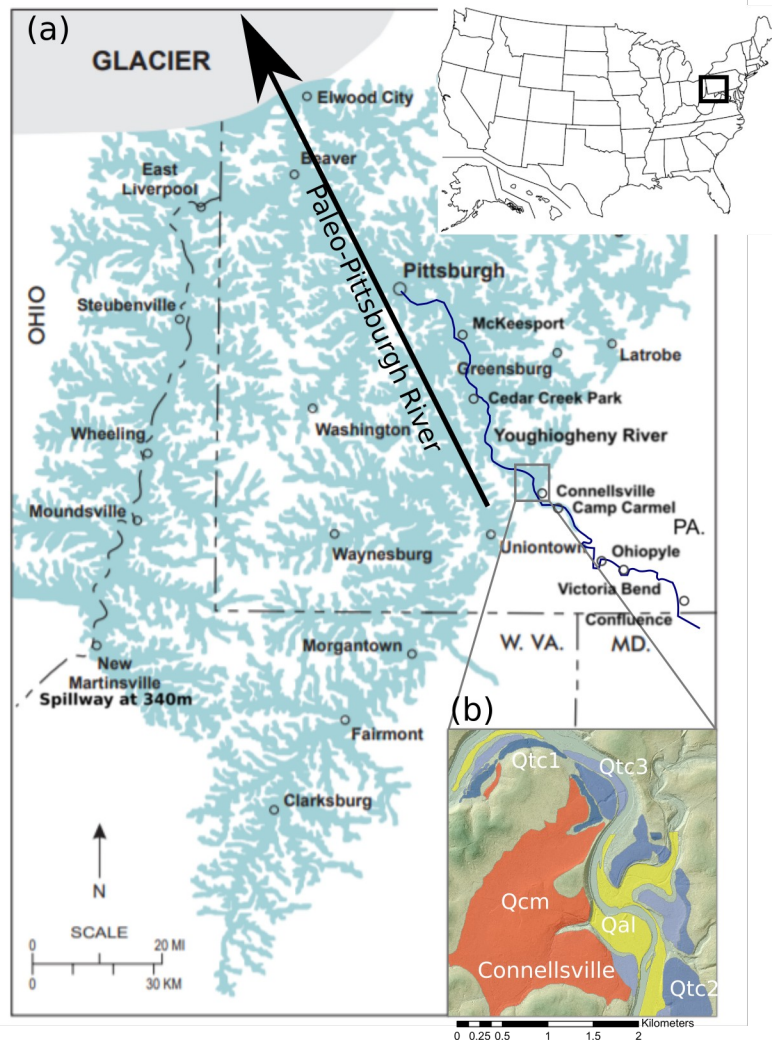 (a)
GLACIER
Elwood City
Beaver
East
Liverpool
Paleo-Pittsburgh River
Pittsburgh
OHIO
Steubenville
McKeesport
Latrobe
Greensburg
Cedar Creek Park
Washington
Youghiogheny River
Wheeling
Connellsville
Camp Carmel
Moundsville
PA.
Waynesburg
Uniontown
Ohiopyle
Victoria Bend
Confluence
Morgantown
W. VA.
MD.
New
Martinsville
Spillway at 340m
Fairmont
Clarksburg
N
SCALE
0 20 MI
0 30 KM
(b)
Qtc1
Qtc3
Qcm
Qal
Connellsville
Qtc2
Kilometers
0 0.25 0.5 1 1.5 2